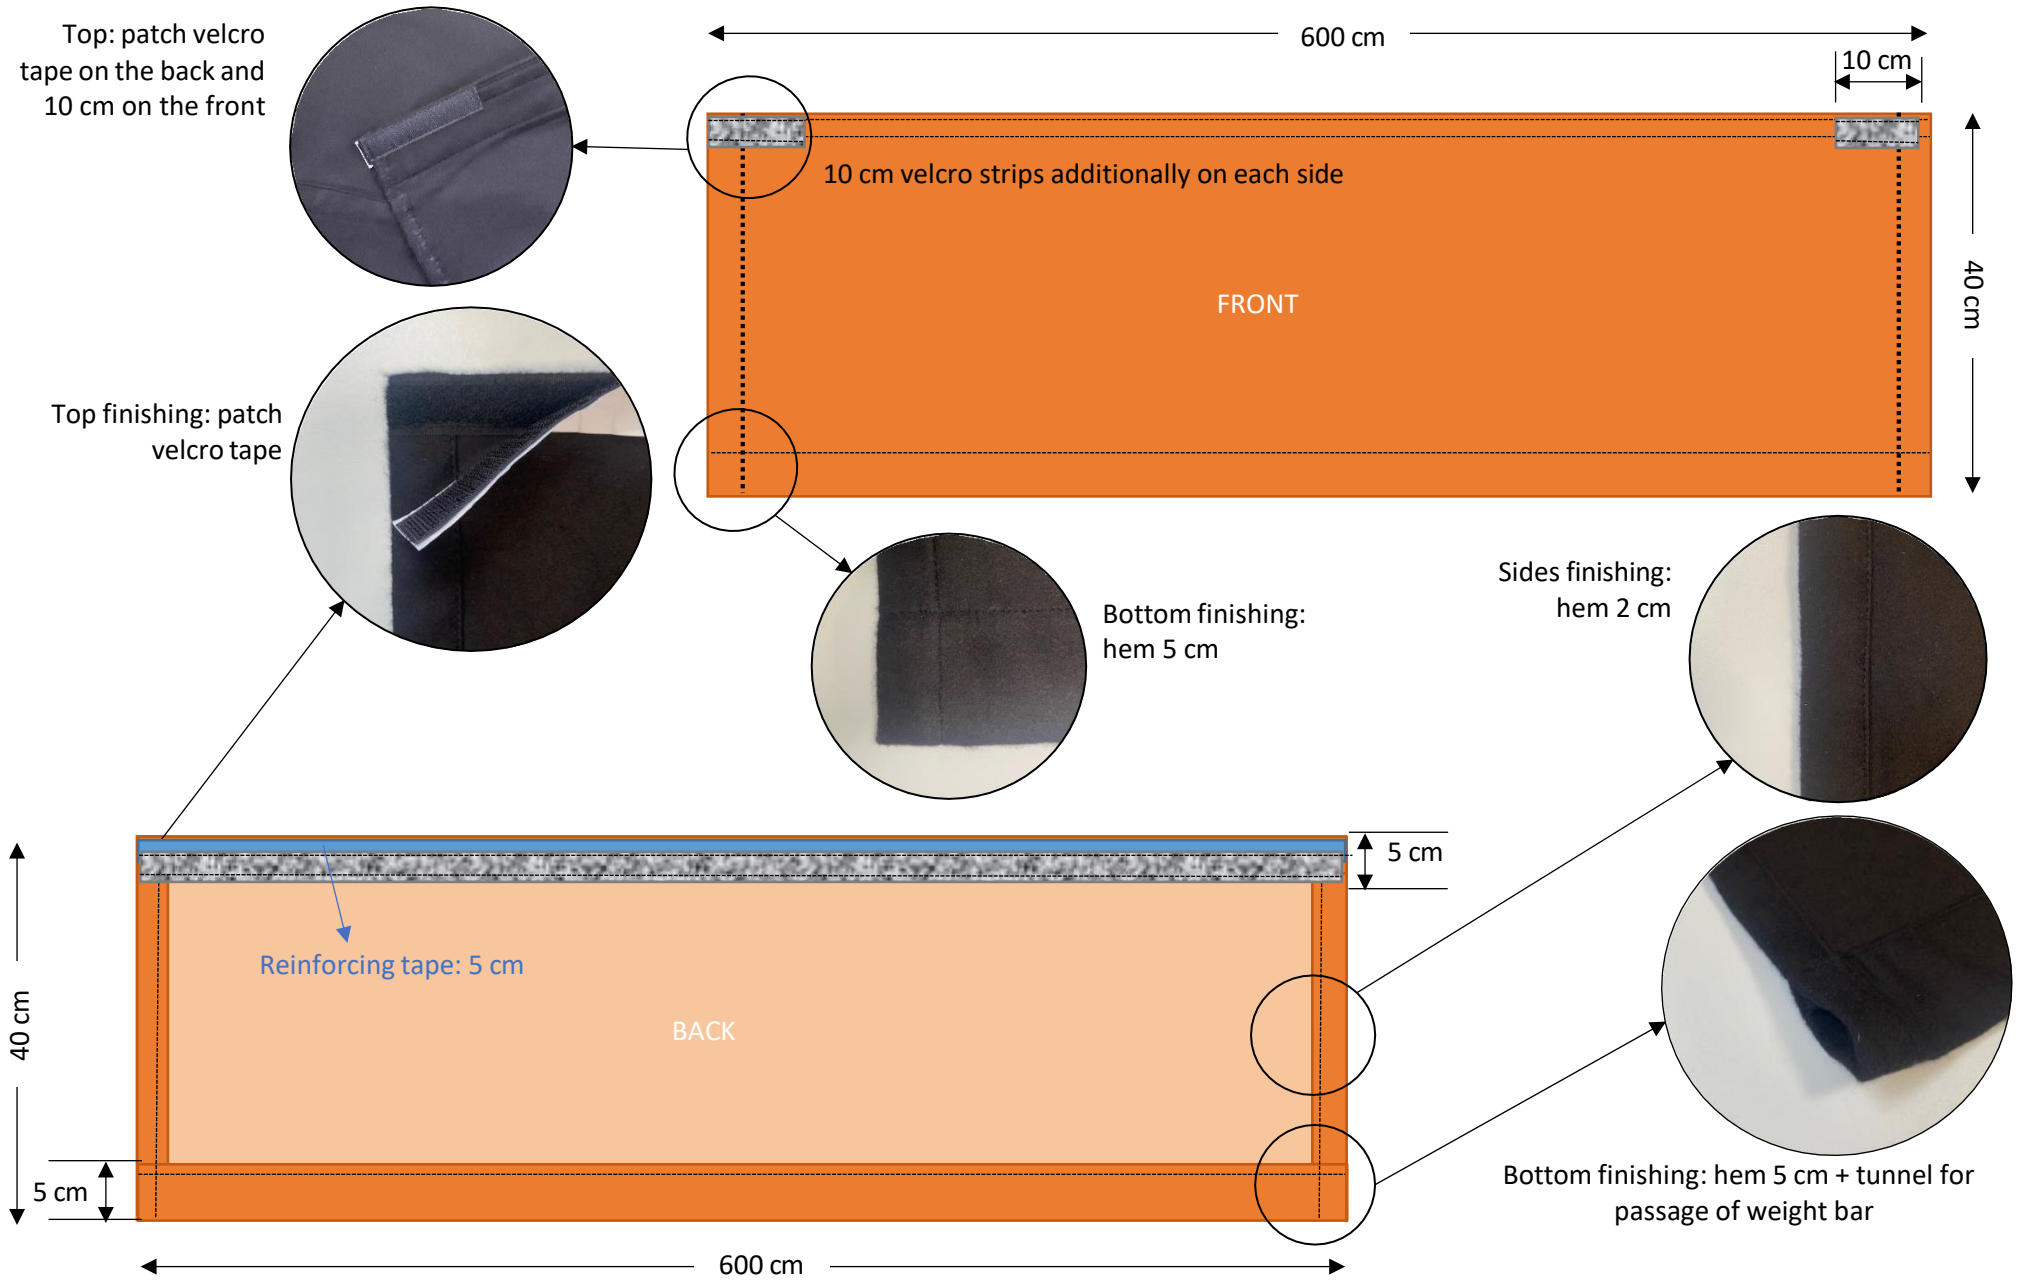 Top: patch velcro
tape on the back and
10 cm on the front
600 cm
10 cm
10 cm velcro strips additionally on each side
FRONT
40 cm
Top finishing: patch
velcro tape
Bottom finishing:
hem 5 cm
Sides finishing:
hem 2 cm
5 cm
Reinforcing tape: 5 cm
BACK
40 cm
5 cm
Bottom finishing: hem 5 cm + tunnel for
passage of weight bar
600 cm